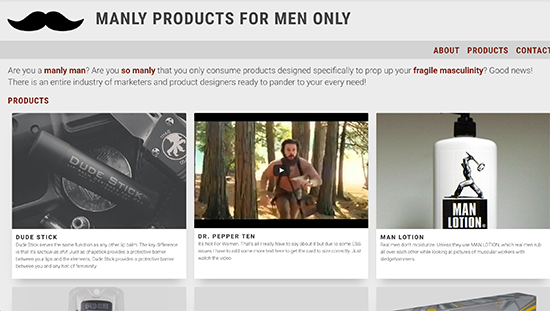 MANLY PRODUCTS FOR MEN ONLY
ABOUT PRODUCTS CONTACT
Are you a manly man? Are you so manly that you only consume products designed specifically to prop up your fragile masculinity? Good news!
There is an entire industry of marketers and product designers ready to pander to your every need!
PRODUCTS
DUDE STICK
MAN
LOTION
DUDE STICK
Dude Stick serves the same function as any other lip balm. The key difference
is that it's tactical as shit. Just as chapstick provides a protective barrier
between your lips and the elements, Dude Stick provides a protective barrier
between you and any hint of femininity.
DR. PEPPER TEN
It's Not For Women. That's all I really have to say about it but due to some CSS
issues I have to add some more text here to get the card to size correctly. Just
watch the video.
MAN LOTION
Real men don't moisturize. Unless they use MAN LOTION, which real men rub
all over each other while looking at pictures of muscular workers with
sledgehammers.